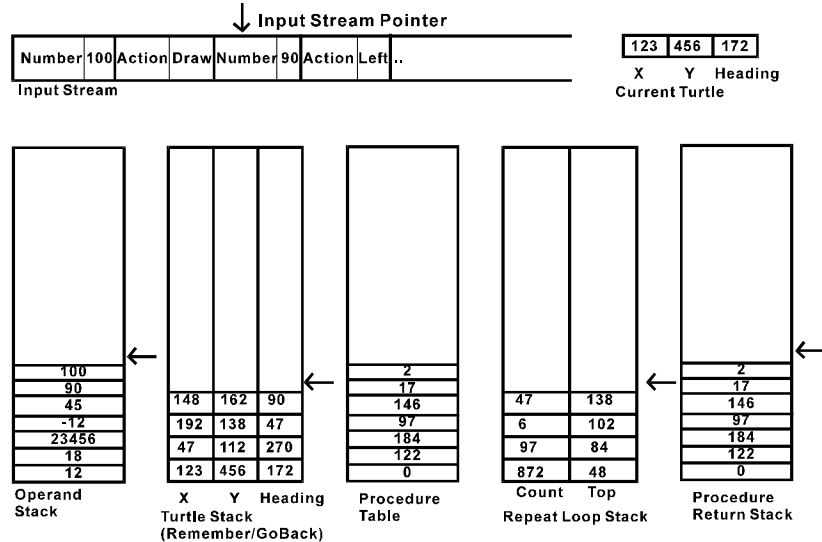 Input Stream Pointer
Number 100 Action Draw Number 90 Action Left ..
Input Stream
123 456 172
X Y Heading
Current Turtle
100
90
45
-12
23456
18
12
Operand
Stack
148 162 90
192 138 47
47 112 270
123 456 172
X Y Heading
Turtle Stack
(Remember/GoBack)
2
17
146
97
184
122
0
Procedure
Table
47 138
6 102
97 84
872 48
Count Top
Repeat Loop Stack
2
17
146
97
184
122
0
Procedure
Return Stack